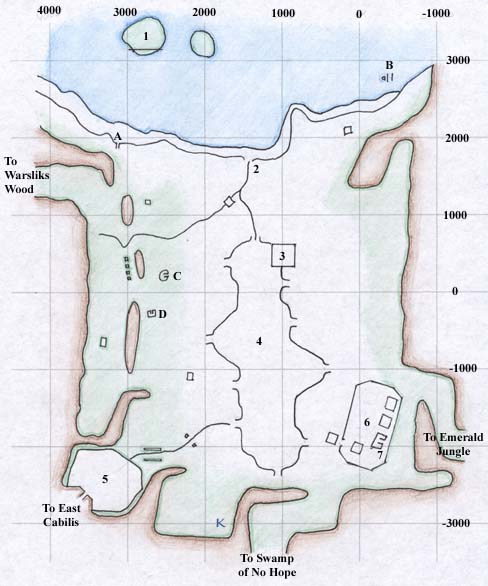 4000 3000 2000 1000 0 -1000
1
3000
B
A
2000
2
To
Warsliks
Wood
1000
3
C
0
D
4
-1000
6
7
To Emerald
Jungle
5
To East
Cabilis
K
-3000
To Swamp
of No Hope